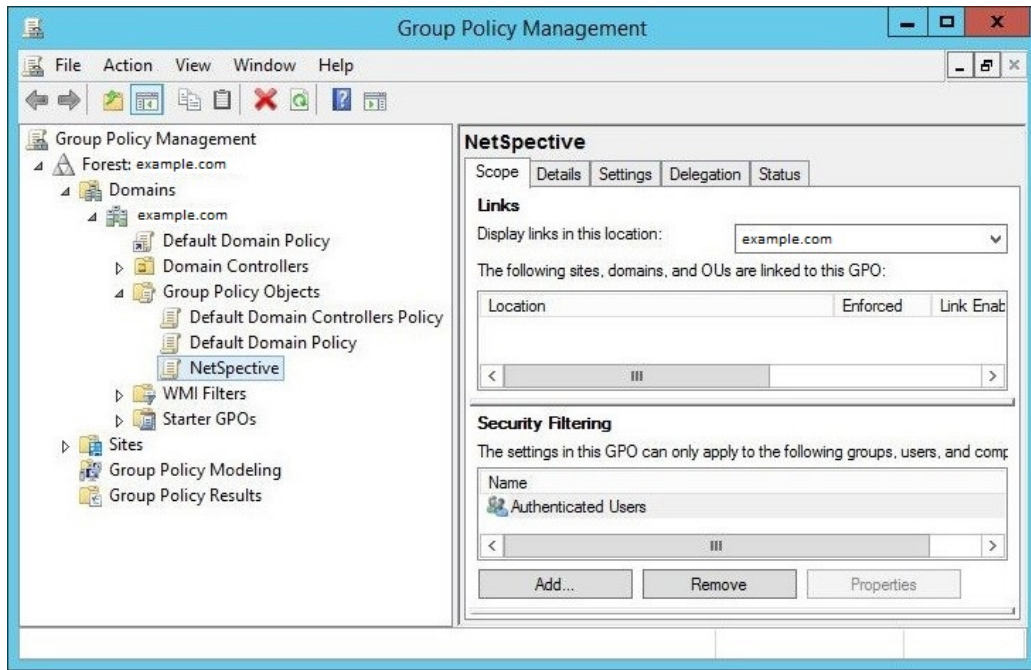 Group Policy Management
File Action View Window Help
Group Policy Management
Forest: example.com
Domains
example.com
Default Domain Policy
Domain Controllers
Group Policy Objects
Default Domain Controllers Policy
Default Domain Policy
NetSpective
WMI Filters
Starter GPOs
Sites
Group Policy Modeling
Group Policy Results
NetSpective
Scope Details Settings Delegation Status
Links
Display links in this location: example.com
The following sites, domains, and OUs are linked to this GPO:
Location Enforced Link Enab
Security Filtering
The settings in this GPO can only apply to the following groups, users, and comp
Name
Authenticated Users
Add... Remove Properties